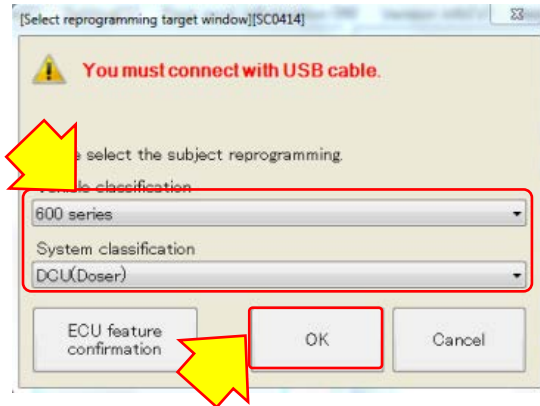 [Select reprogramming target window][SC0414]
You must connect with USB cable.
select the subject reprogramming.
classification
600 series
System classification
DCU(Doser)
ECU feature
confirmation
OK
Cancel